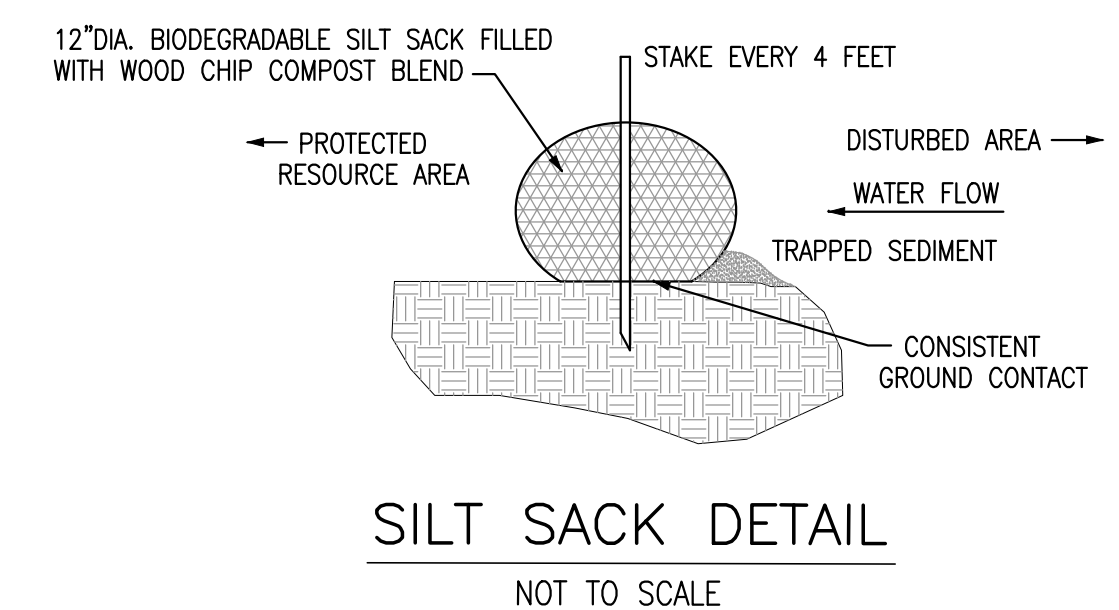 12"DIA. BIODEGRADABLE SILT SACK FILLED
WITH WOOD CHIP COMPOST BLEND
STAKE EVERY 4 FEET
PROTECTED
RESOURCE AREA
DISTURBED AREA
WATER FLOW
TRAPPED SEDIMENT
CONSISTENT
GROUND CONTACT
SILT SACK DETAIL
NOT TO SCALE